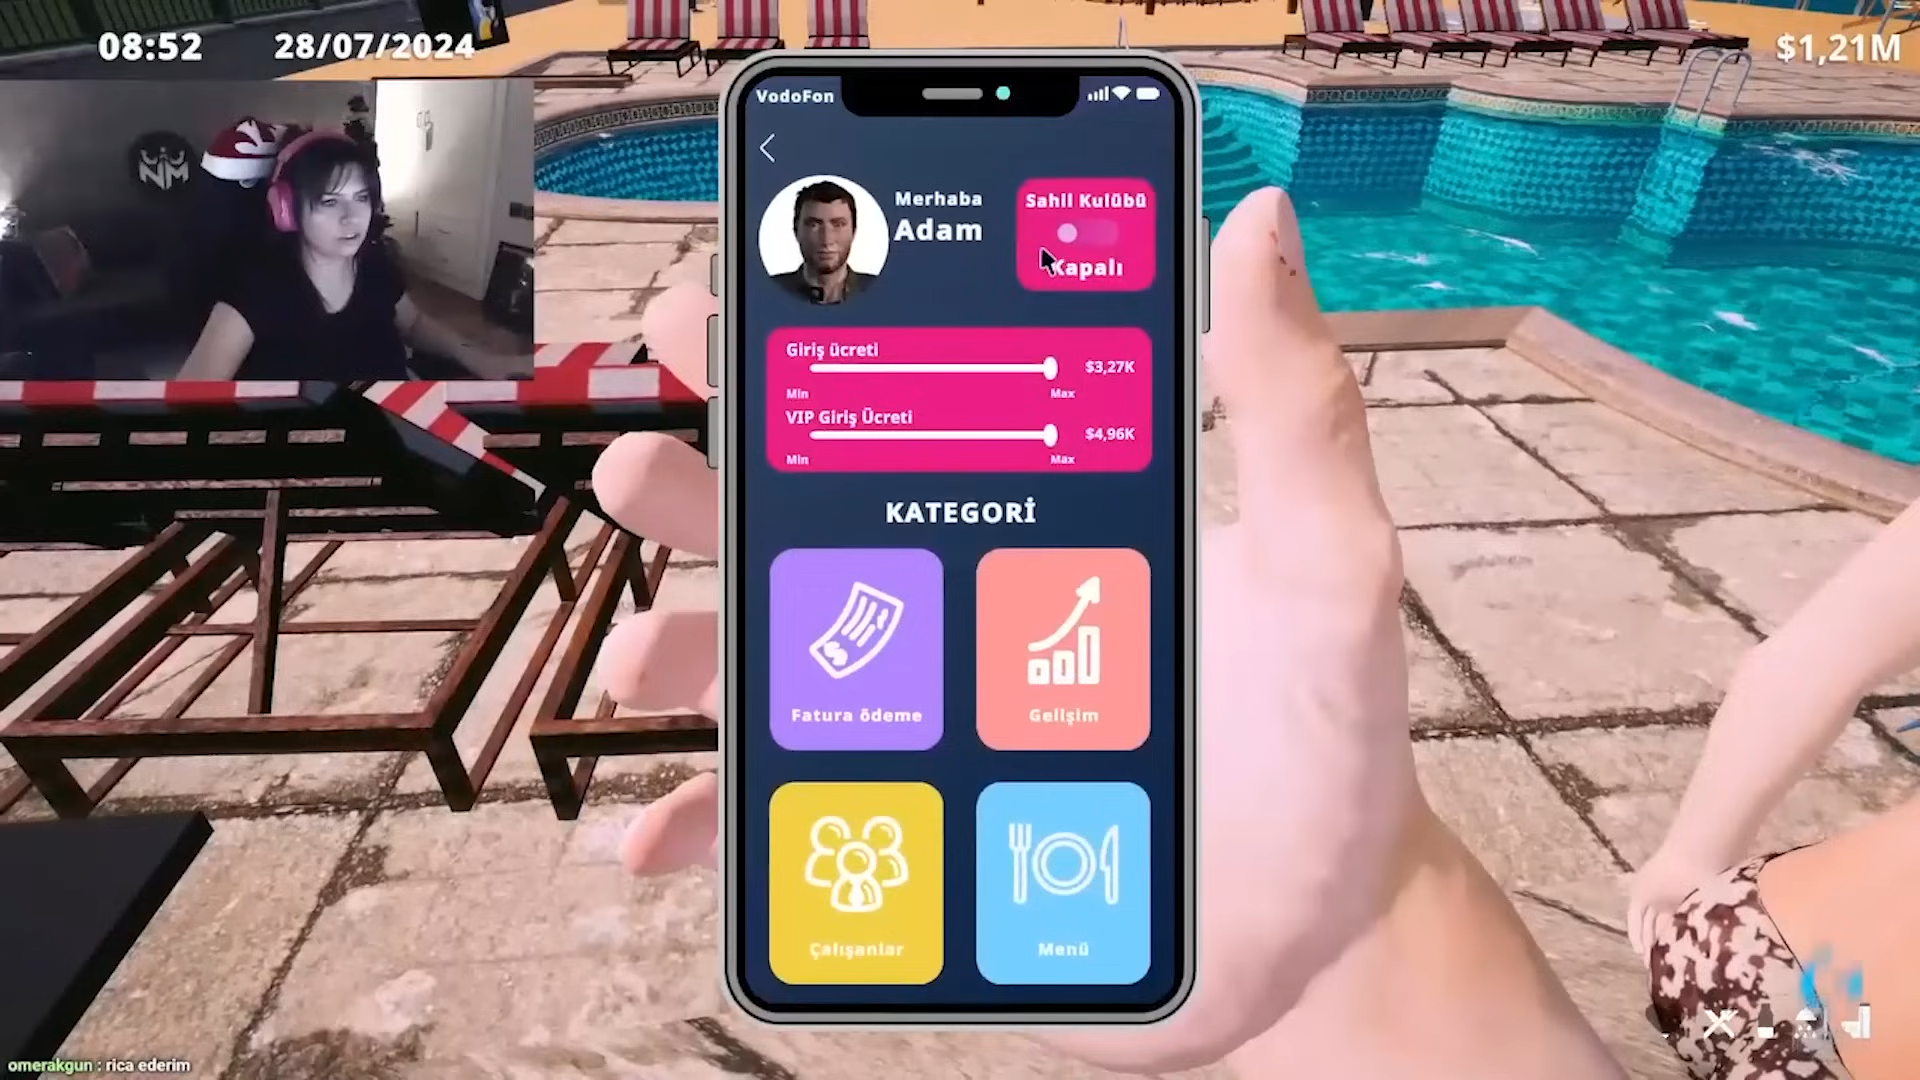 08:52
28/07/2024
$1,21M
VodoFon
NM
Merhaba
Adam
Sahil Kulübü
Kapalı
Giriş ücreti
$3,27K
Min
Max
VIP Giriş Ücreti
$4,96K
Min
Max
KATEGORİ
Fatura ödeme
Gelişim
Çalışanlar
Menü
omerakgun : rica ederim